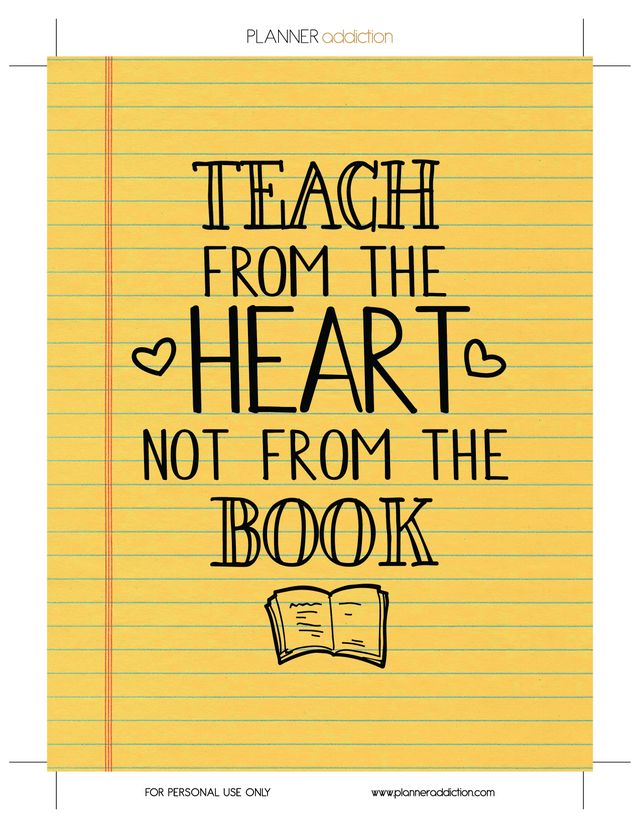 PLANNER addiction
TEACH
FROM THE
HEART
NOT FROM THE
BOOK
FOR PERSONAL USE ONLY www.planneraddiction.com